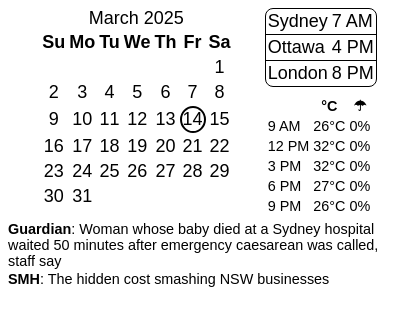 March 2025
Su Mo Tu We Th Fr Sa
1
2 3 4 5 6 7 8
9 10 11 12 13 14 15
16 17 18 19 20 21 22
23 24 25 26 27 28 29
30 31
Sydney 7 AM
Ottawa 4 PM
London 8 PM
°C ☂
9 AM 26°C 0%
12 PM 32°C 0%
3 PM 32°C 0%
6 PM 27°C 0%
9 PM 26°C 0%
Guardian: Woman whose baby died at a Sydney hospital
waited 50 minutes after emergency caesarean was called,
staff say
SMH: The hidden cost smashing NSW businesses